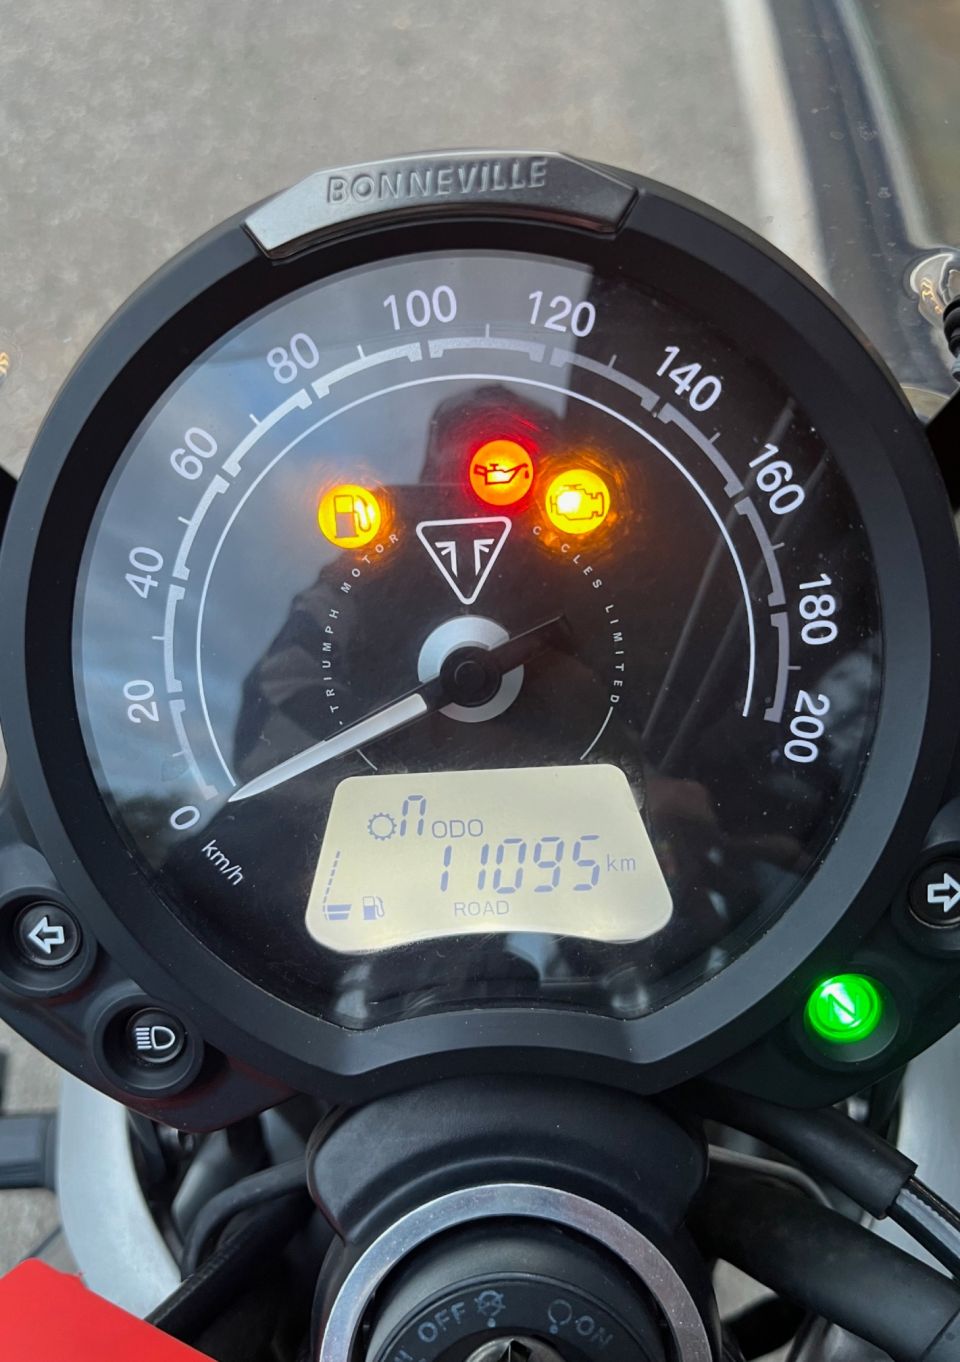 BONNEVILLE
0
20
40
60
80
100
120
140
160
180
200
km/h
TRIUMPH MOTOR CYCLES LIMITED
n ODO
11095 km
ROAD
N
OFF
ON